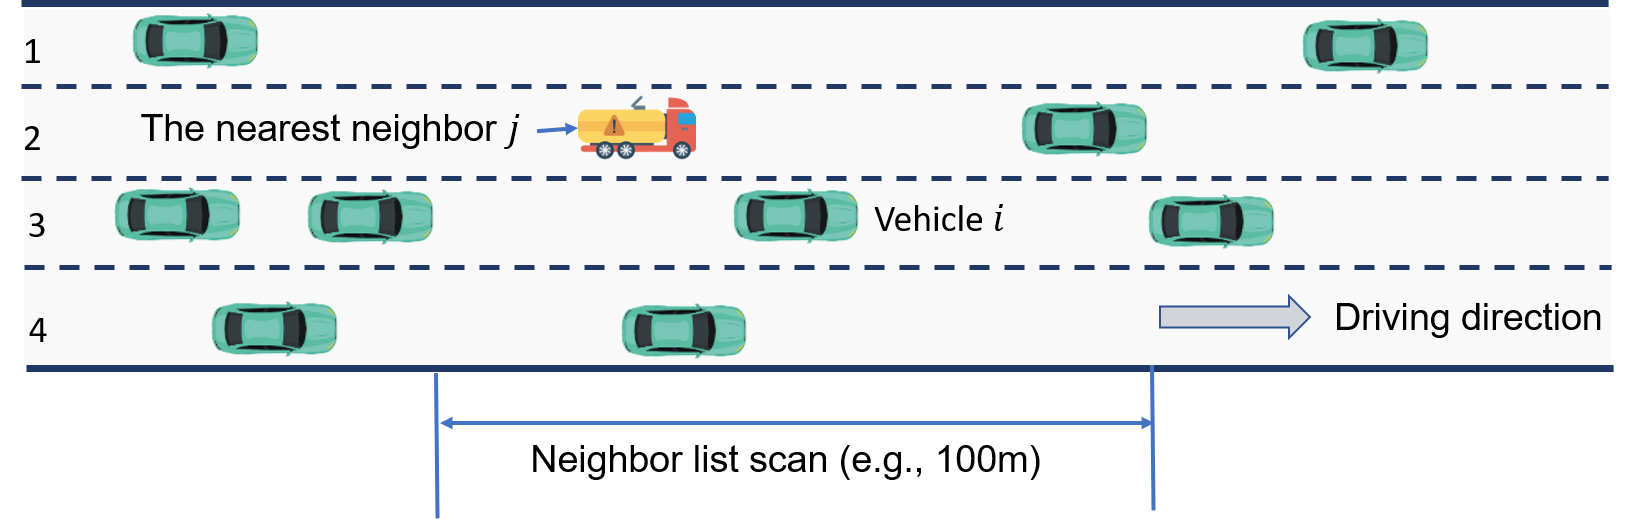 1
2
The nearest neighbor j
3
Vehicle i
4
Driving direction
Neighbor list scan (e.g., 100m)